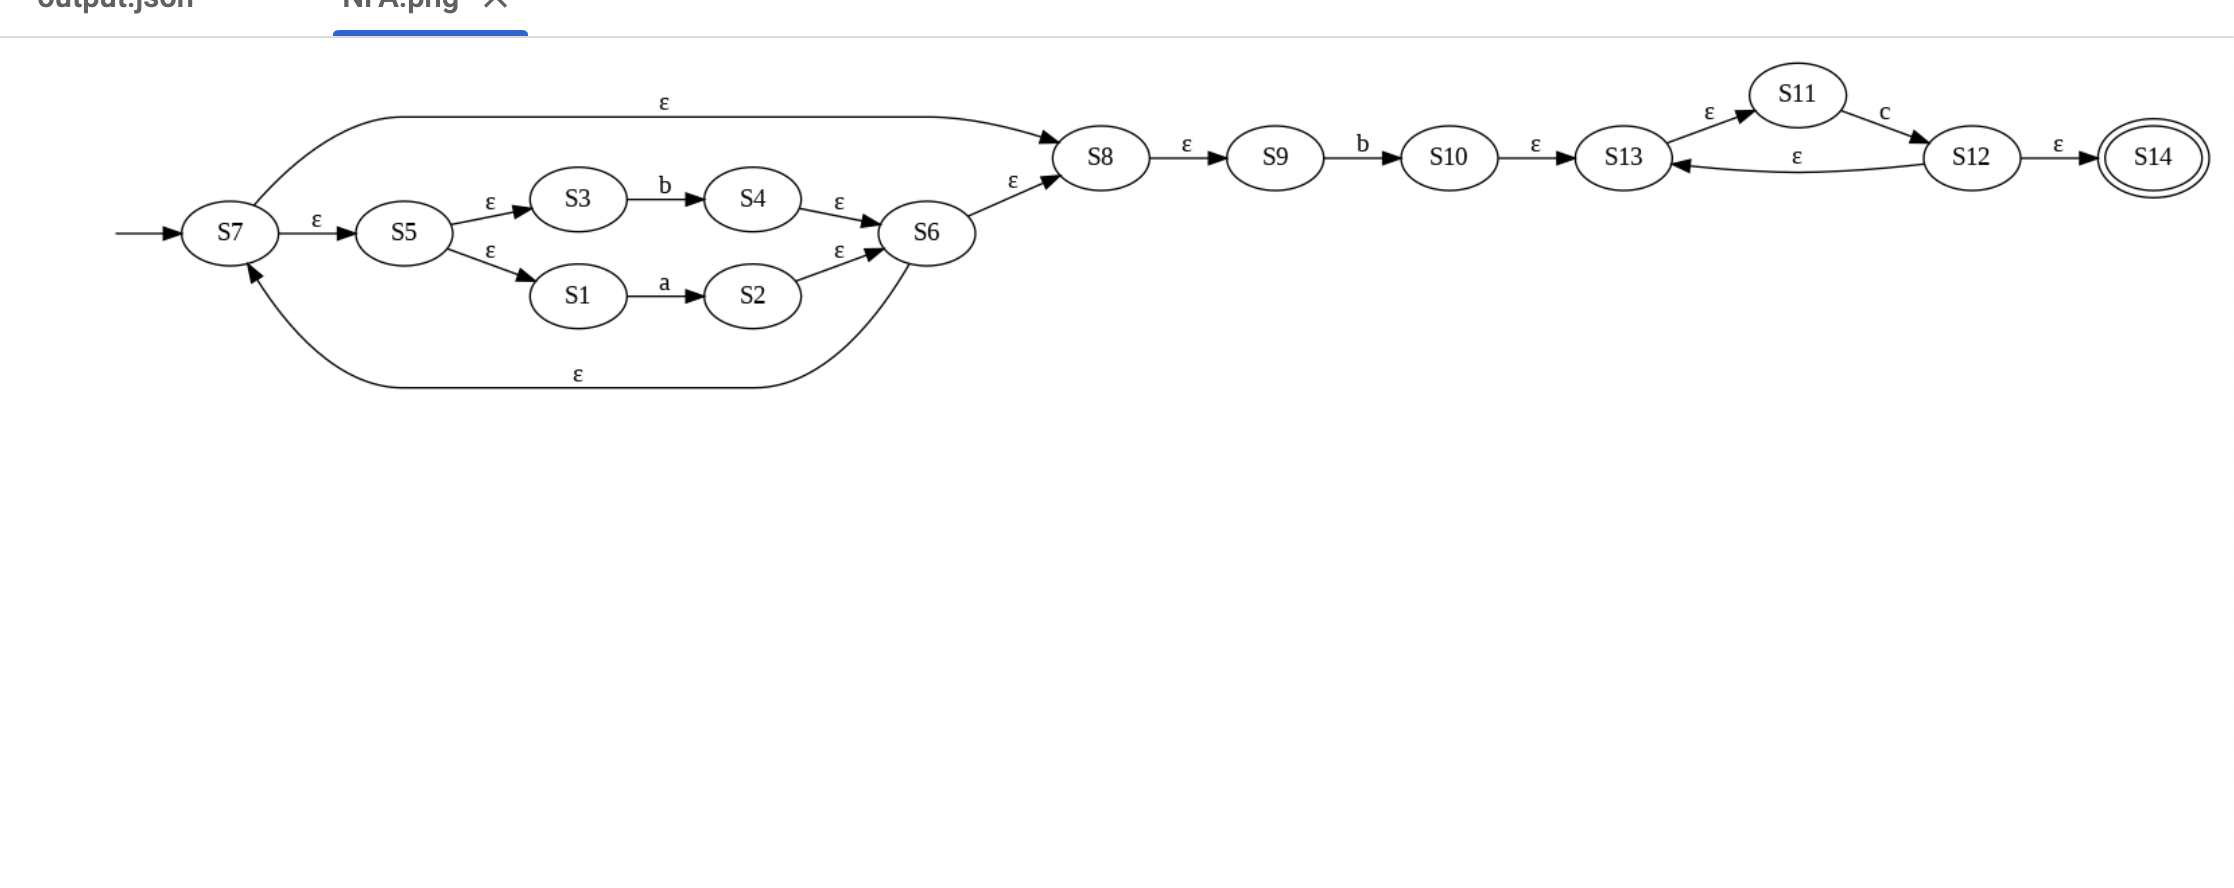 output.json NFA.png
S11
ε
ε c
S8 ε S9 b S10 ε S13 ε S12 ε S14
S3 b S4 ε
ε ε
S7 ε S5 S6
ε ε
S1 a S2
ε